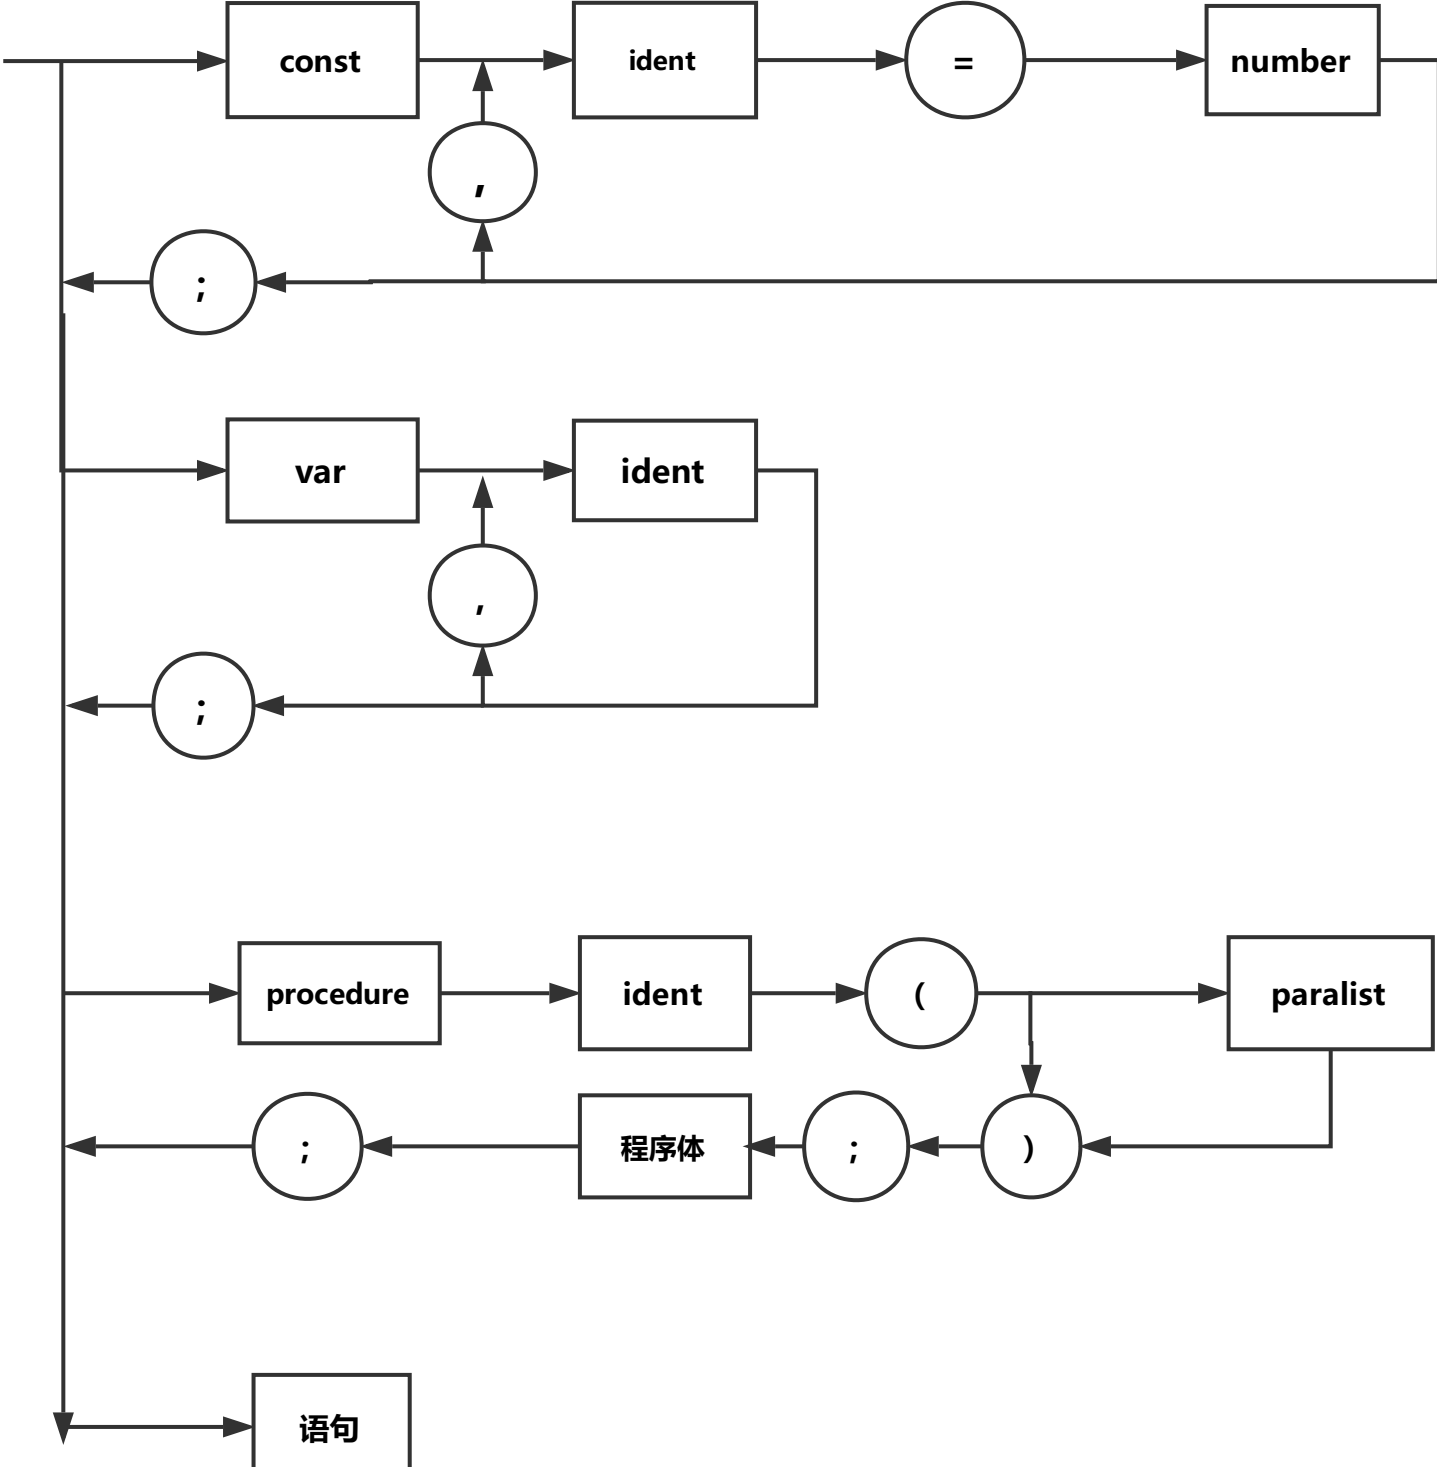 const ident = number
,
;
var ident
,
;
procedure ident ( paralist
; 程序体 ; )
语句